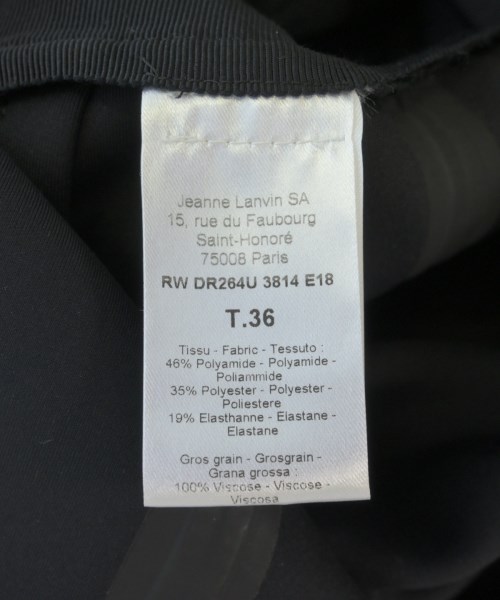 Jeanne Lanvin SA
15, rue du Faubourg
Saint-Honoré
75008 Paris
RW DR264U 3814 E18
T.36
Tissu - Fabric - Tessuto :
46% Polyamide - Polyamide -
Poliammide
35% Polyester - Polyester -
Poliestere
19% Elasthanne - Elastane -
Elastane
Gros grain - Grosgrain -
Grana grossa :
100% Viscose - Viscose -
Viscosa